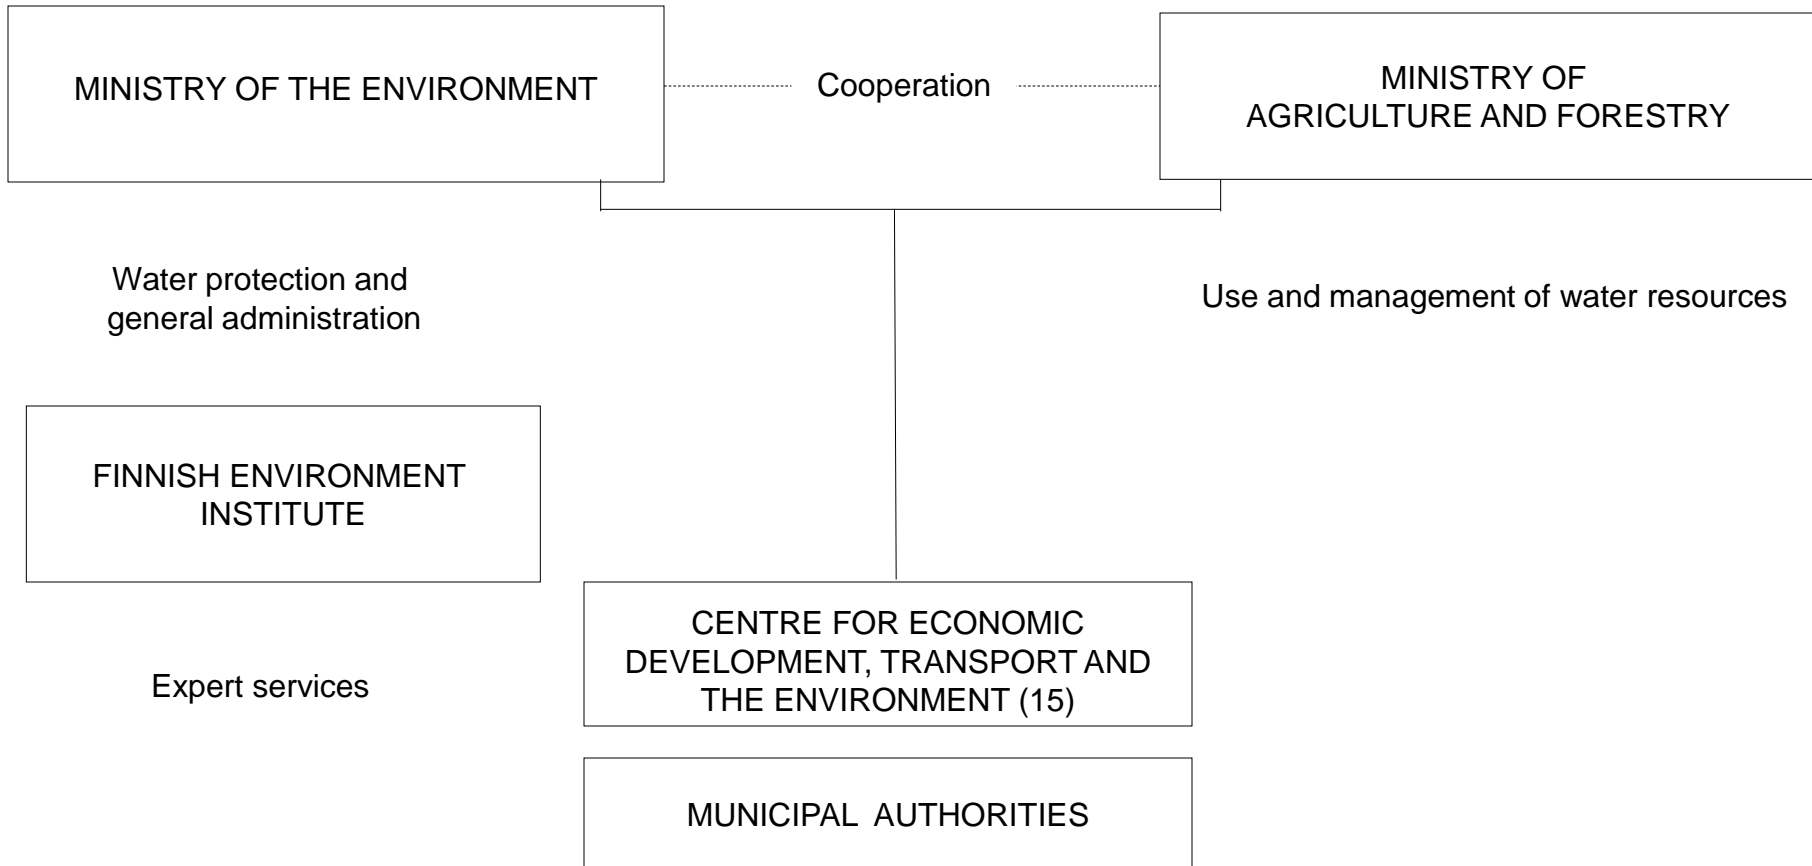 MINISTRY OF THE ENVIRONMENT
Cooperation
MINISTRY OF
AGRICULTURE AND FORESTRY
Water protection and
general administration
Use and management of water resources
FINNISH ENVIRONMENT
INSTITUTE
Expert services
CENTRE FOR ECONOMIC
DEVELOPMENT, TRANSPORT AND
THE ENVIRONMENT (15)
MUNICIPAL AUTHORITIES